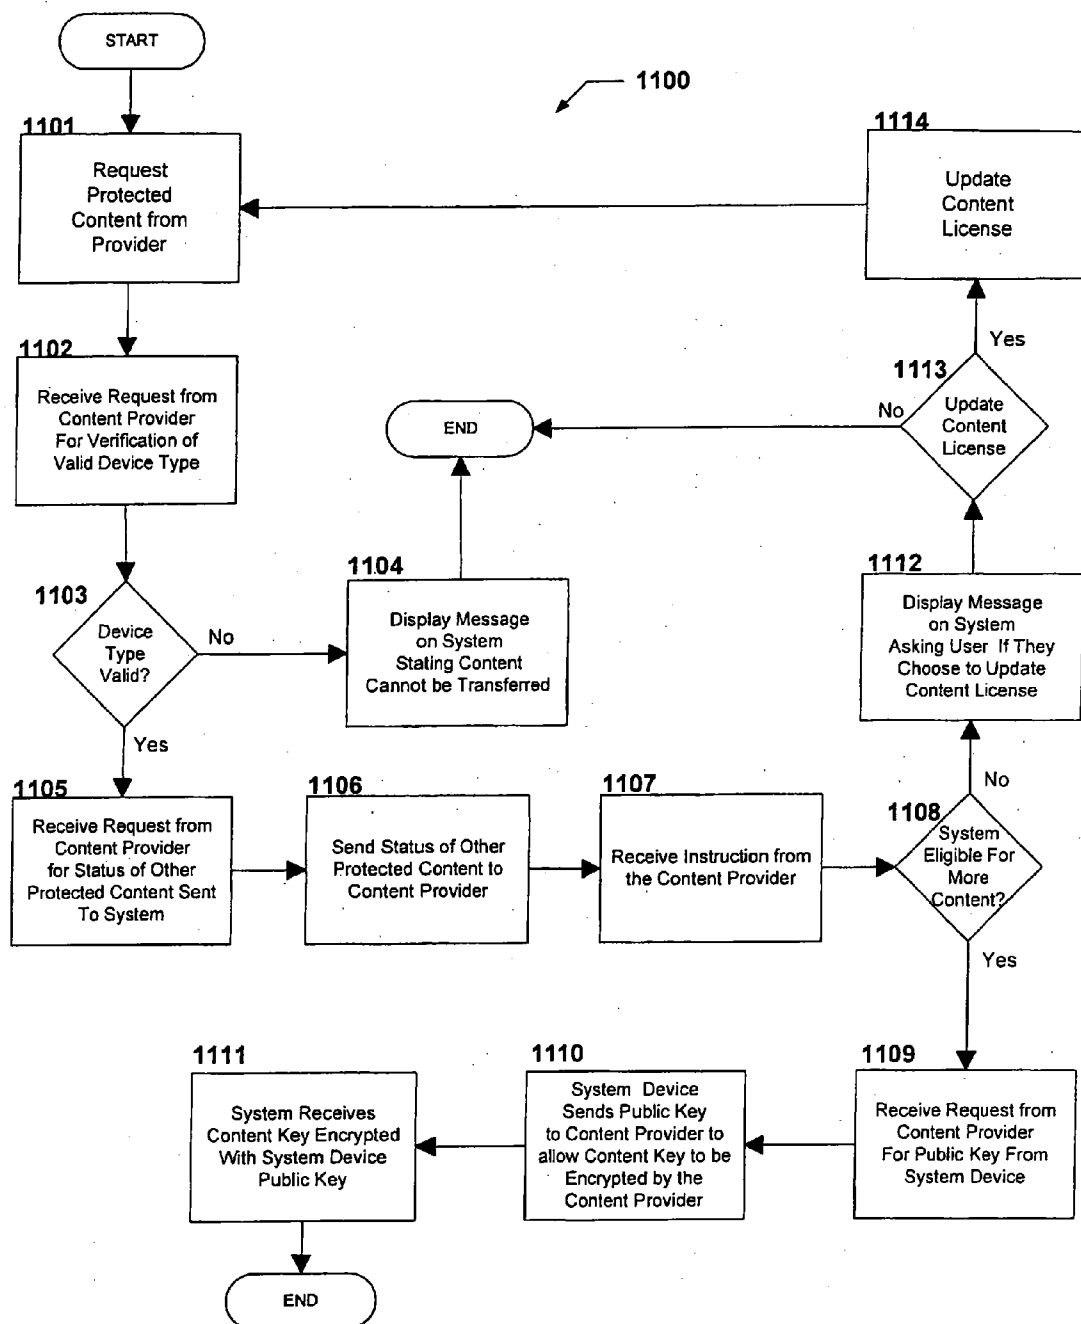 START
1100
1101
Request
Protected
Content from
Provider
1114
Update
Content
License
1102
Receive Request from
Content Provider
For Verification of
Valid Device Type
Yes
1113
Update
Content
License
No
END
1103
Device
Type
Valid?
No
Yes
1104
Display Message
on System
Stating Content
Cannot be Transferred
1112
Display Message
on System
Asking User If They
Choose to Update
Content License
No
1105
Receive Request from
Content Provider
for Status of Other
Protected Content Sent
To System
1106
Send Status of Other
Protected Content to
Content Provider
1107
Receive Instruction from
the Content Provider
1108
System
Eligible For
More
Content?
Yes
1111
System Receives
Content Key Encrypted
With System Device
Public Key
1110
System Device
Sends Public Key
to Content Provider to
allow Content Key to be
Encrypted by the
Content Provider
1109
Receive Request from
Content Provider
For Public Key From
System Device
END